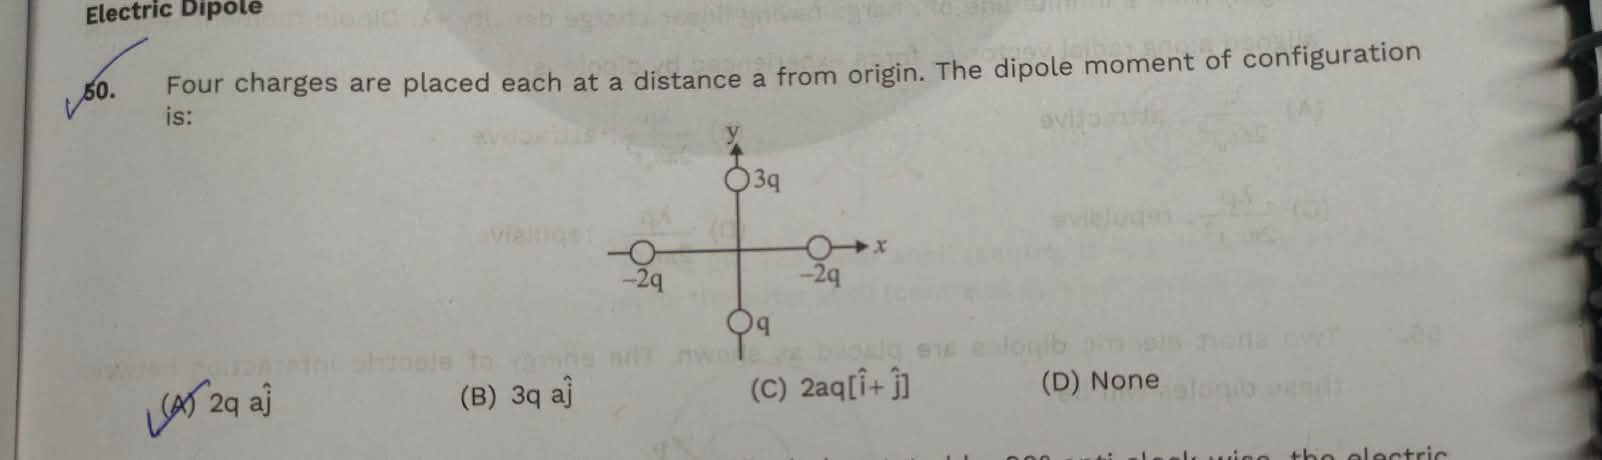 Electric Dipole
50. Four charges are placed each at a distance a from origin. The dipole moment of configuration
is:
y
3q
x
-2q -2q
q
(A) 2q aĵ (B) 3q aĵ (C) 2aq[î+ ĵ] (D) None
the electric